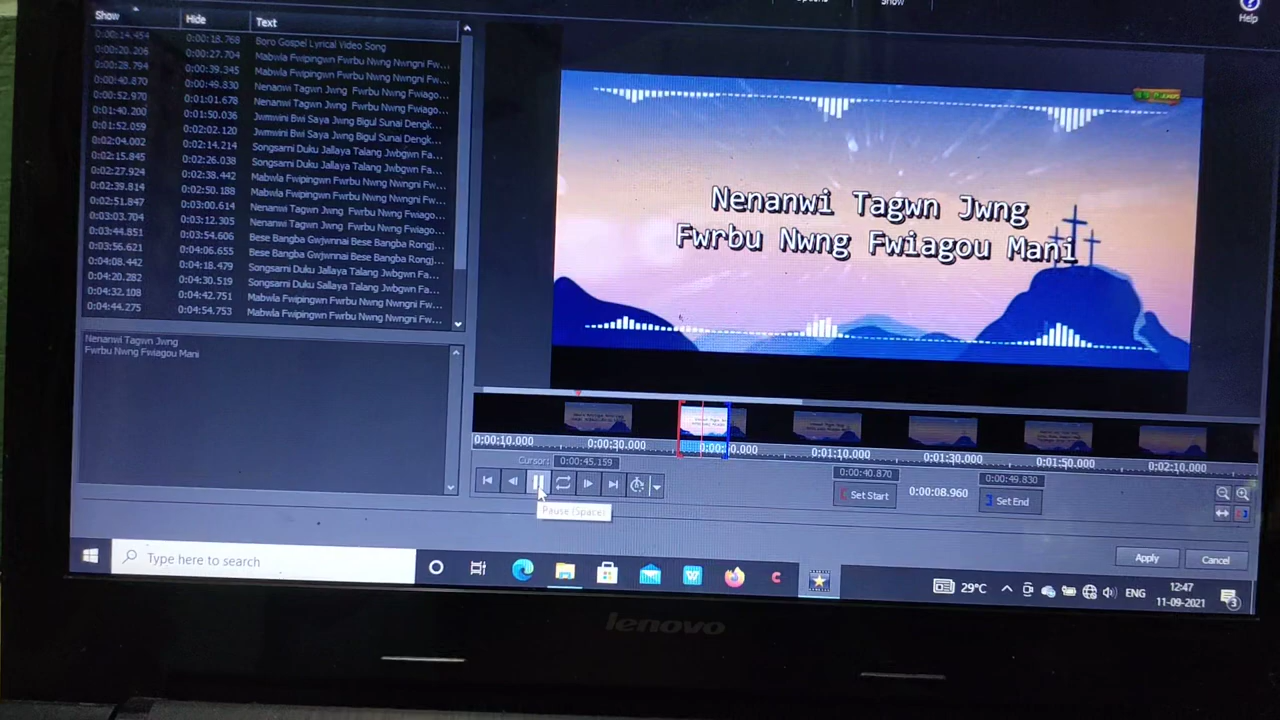 Show
Help
Show Hide Text
0:00:14.454 0:00:18.768 Boro Gospel Lyrical Video Song
0:00:20.206 0:00:27.704 Mabwla Fwipingwn Fwrbu Nwng Nwngni Fw...
0:00:28.794 0:00:39.345 Mabwla Fwipingwn Fwrbu Nwng Nwngni Fw...
0:00:40.870 0:00:49.830 Nenanwi Tagwn Jwng Fwrbu Nwng Fwiago...
0:00:52.970 0:01:01.678 Nenanwi Tagwn Jwng Fwrbu Nwng Fwiago...
0:01:40.200 0:01:50.036 Jwmwini Bwi Saya Jwng Bigul Sunai Dengk...
0:01:52.059 0:02:02.120 Jwmwini Bwi Saya Jwng Bigul Sunai Dengk...
0:02:04.002 0:02:14.214 Songsarni Duku Jallaya Talang Jwbgwn Fa...
0:02:15.845 0:02:26.038 Songsarni Duku Jallaya Talang Jwbgwn Fa...
0:02:27.924 0:02:38.442 Mabwla Fwipingwn Fwrbu Nwng Nwngni Fw...
0:02:39.814 0:02:50.188 Mabwla Fwipingwn Fwrbu Nwng Nwngni Fw...
0:02:51.847 0:03:00.614 Nenanwi Tagwn Jwng Fwrbu Nwng Fwiago...
0:03:03.704 0:03:12.305 Nenanwi Tagwn Jwng Fwrbu Nwng Fwiago...
0:03:44.851 0:03:54.606 Bese Bangba Gwjwnnai Bese Bangba Rongj...
0:03:56.621 0:04:06.655 Bese Bangba Gwjwnnai Bese Bangba Rongj...
0:04:08.442 0:04:18.479 Songsarni Duku Jallaya Talang Jwbgwn Fa...
0:04:20.282 0:04:30.519 Songsarni Duku Sallaya Talang Jwbgwn Fa...
0:04:32.108 0:04:42.751 Mabwla Fwipingwn Fwrbu Nwng Nwngni Fw...
0:04:44.275 0:04:54.753 Mabwla Fwipingwn Fwrbu Nwng Nwngni Fw...
Nenanwi Tagwn Jwng
Fwrbu Nwng Fwiagou Mani
Nenanwi Tagwn Jwng
Fwrbu Nwng Fwiagou Mani
0:00:10.000 0:00:30.000 0:00:50.000 0:01:10.000 0:01:30.000 0:01:50.000 0:02:10.000
Cursor: 0:00:45.159
0:00:40.870 0:00:49.830
Set Start 0:00:08.960 Set End
Pause (Space)
Apply Cancel
Type here to search
29°C ENG 12:47
11-09-2021
3
lenovo